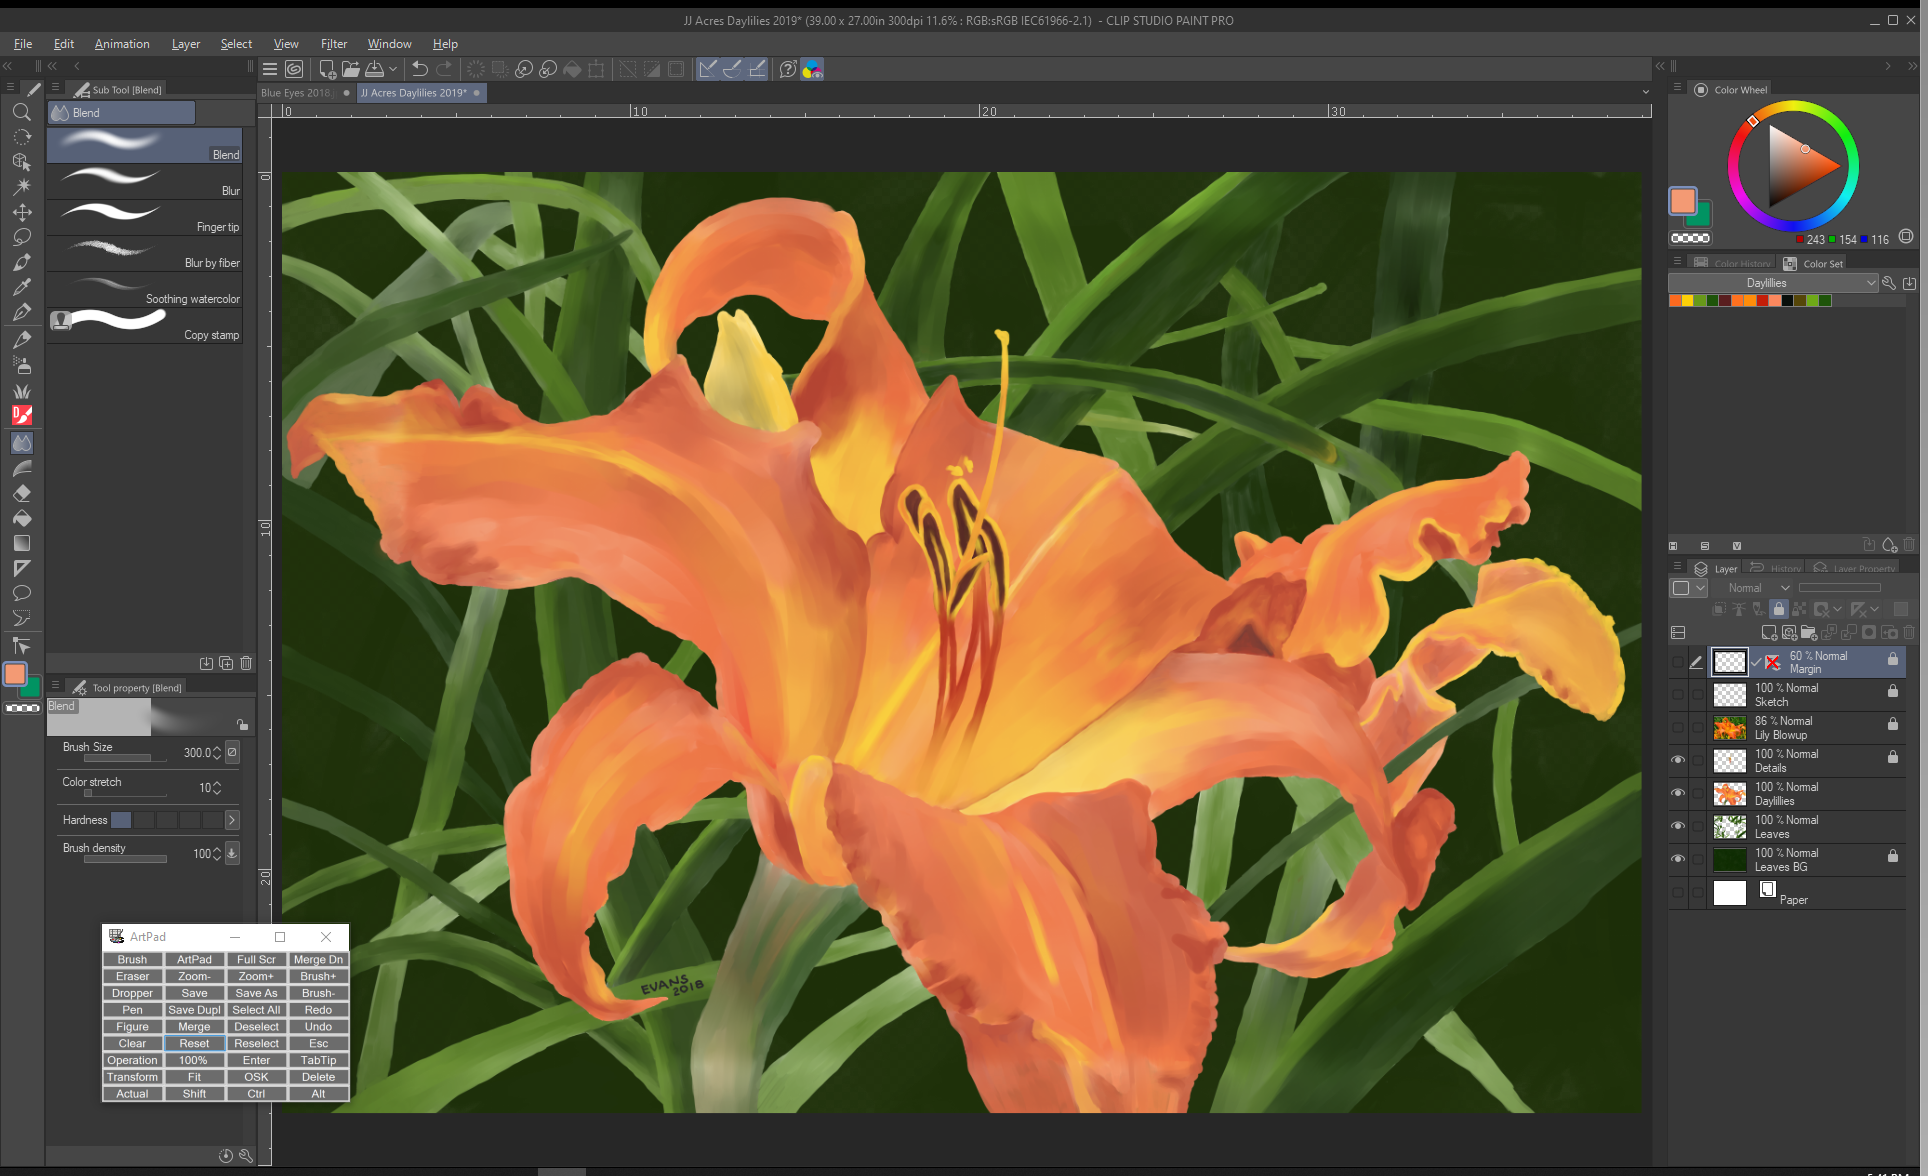 JJ Acres Daylilies 2019* (39.00 x 27.00in 300dpi 11.6% : RGB:sRGB IEC61966-2.1) - CLIP STUDIO PAINT PRO
File Edit Animation Layer Select View Filter Window Help
Sub Tool [Blend]
Blend
Blend
Blur
Finger tip
Blur by fiber
Soothing watercolor
Copy stamp
Tool property [Blend]
Blend
Brush Size 300.0
Color stretch 10
Hardness
Brush density 100
Blue Eyes 2018. JJ Acres Daylilies 2019*
0 10 20 30
0
10
20
EVANS
2018
ArtPad
Brush ArtPad Full Scr Merge Dn
Eraser Zoom- Zoom+ Brush+
Dropper Save Save As Brush-
Pen Save Dupl Select All Redo
Figure Merge Deselect Undo
Clear Reset Reselect Esc
Operation 100% Enter TabTip
Transform Fit OSK Delete
Actual Shift Ctrl Alt
Color Wheel
243 154 116
Color History Color Set
Daylillies
H S V
Layer History Layer Property
Normal
60 % Normal
Margin
100 % Normal
Sketch
86 % Normal
Lily Blowup
100 % Normal
Details
100 % Normal
Daylillies
100 % Normal
Leaves
100 % Normal
Leaves BG
Paper